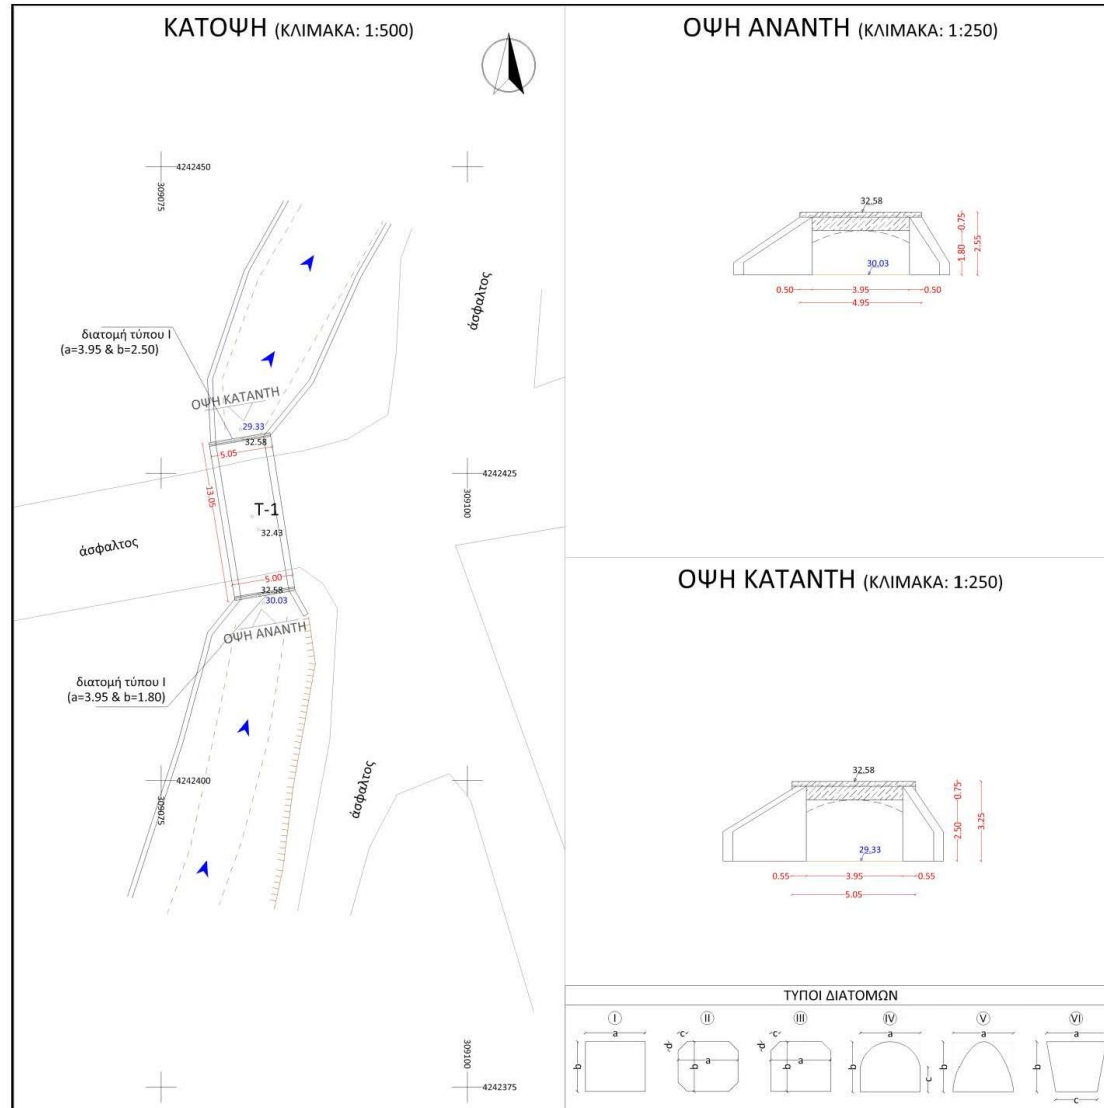 ΚΑΤΟΨΗ (ΚΛΙΜΑΚΑ: 1:500)
4242450
309075
άσφαλτος
διατομή τύπου Ι
(a=3.95 & b=2.50)
ΟΨΗ ΚΑΤΑΝΤΗ
29.33
32.58
5.05
4242425
309100
13.05
T-1
32.43
άσφαλτος
5.00
32.58
30.03
ΟΨΗ ΑΝΑΝΤΗ
διατομή τύπου Ι
(a=3.95 & b=1.80)
4242400
309075
άσφαλτος
309100
4242375
ΟΨΗ ΑΝΑΝΤΗ (ΚΛΙΜΑΚΑ: 1:250)
32.58
0.75
1.80
2.55
30.03
0.50 3.95 0.50
4.95
ΟΨΗ ΚΑΤΑΝΤΗ (ΚΛΙΜΑΚΑ: 1:250)
32.58
0.75
2.50
3.25
29.33
0.55 3.95 0.55
5.05
ΤΥΠΟΙ ΔΙΑΤΟΜΩΝ
I II III IV V VI
a c c a a a
d d
b b a b a b b b
c
c